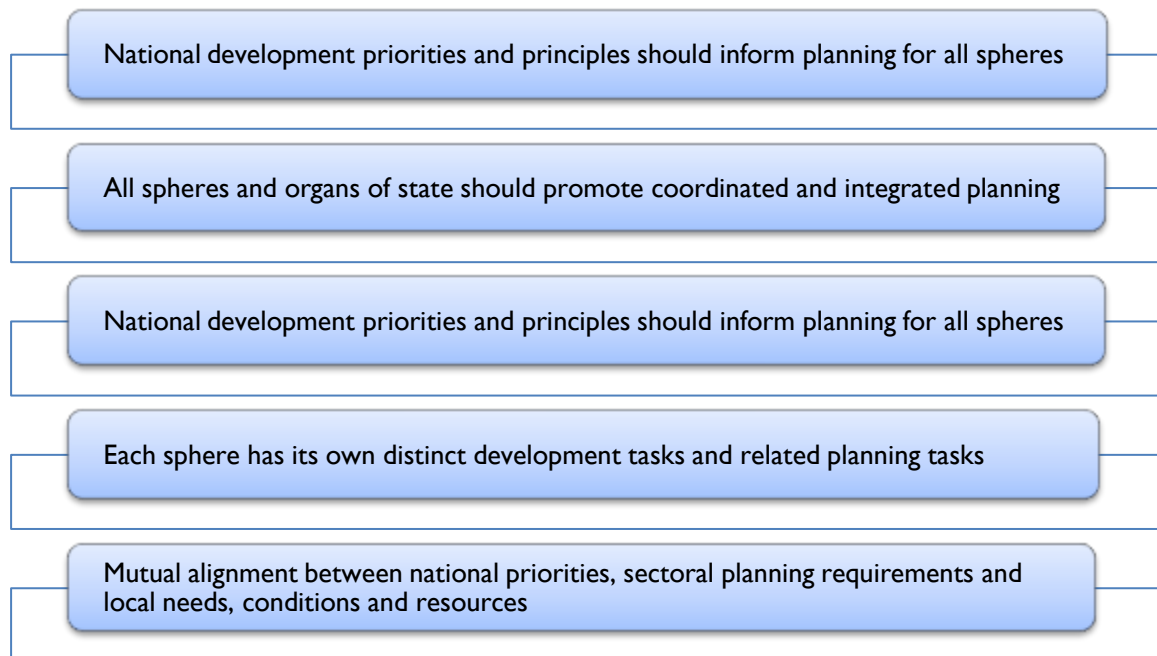 National development priorities and principles should inform planning for all spheres
All spheres and organs of state should promote coordinated and integrated planning
National development priorities and principles should inform planning for all spheres
Each sphere has its own distinct development tasks and related planning tasks
Mutual alignment between national priorities, sectoral planning requirements and
local needs, conditions and resources